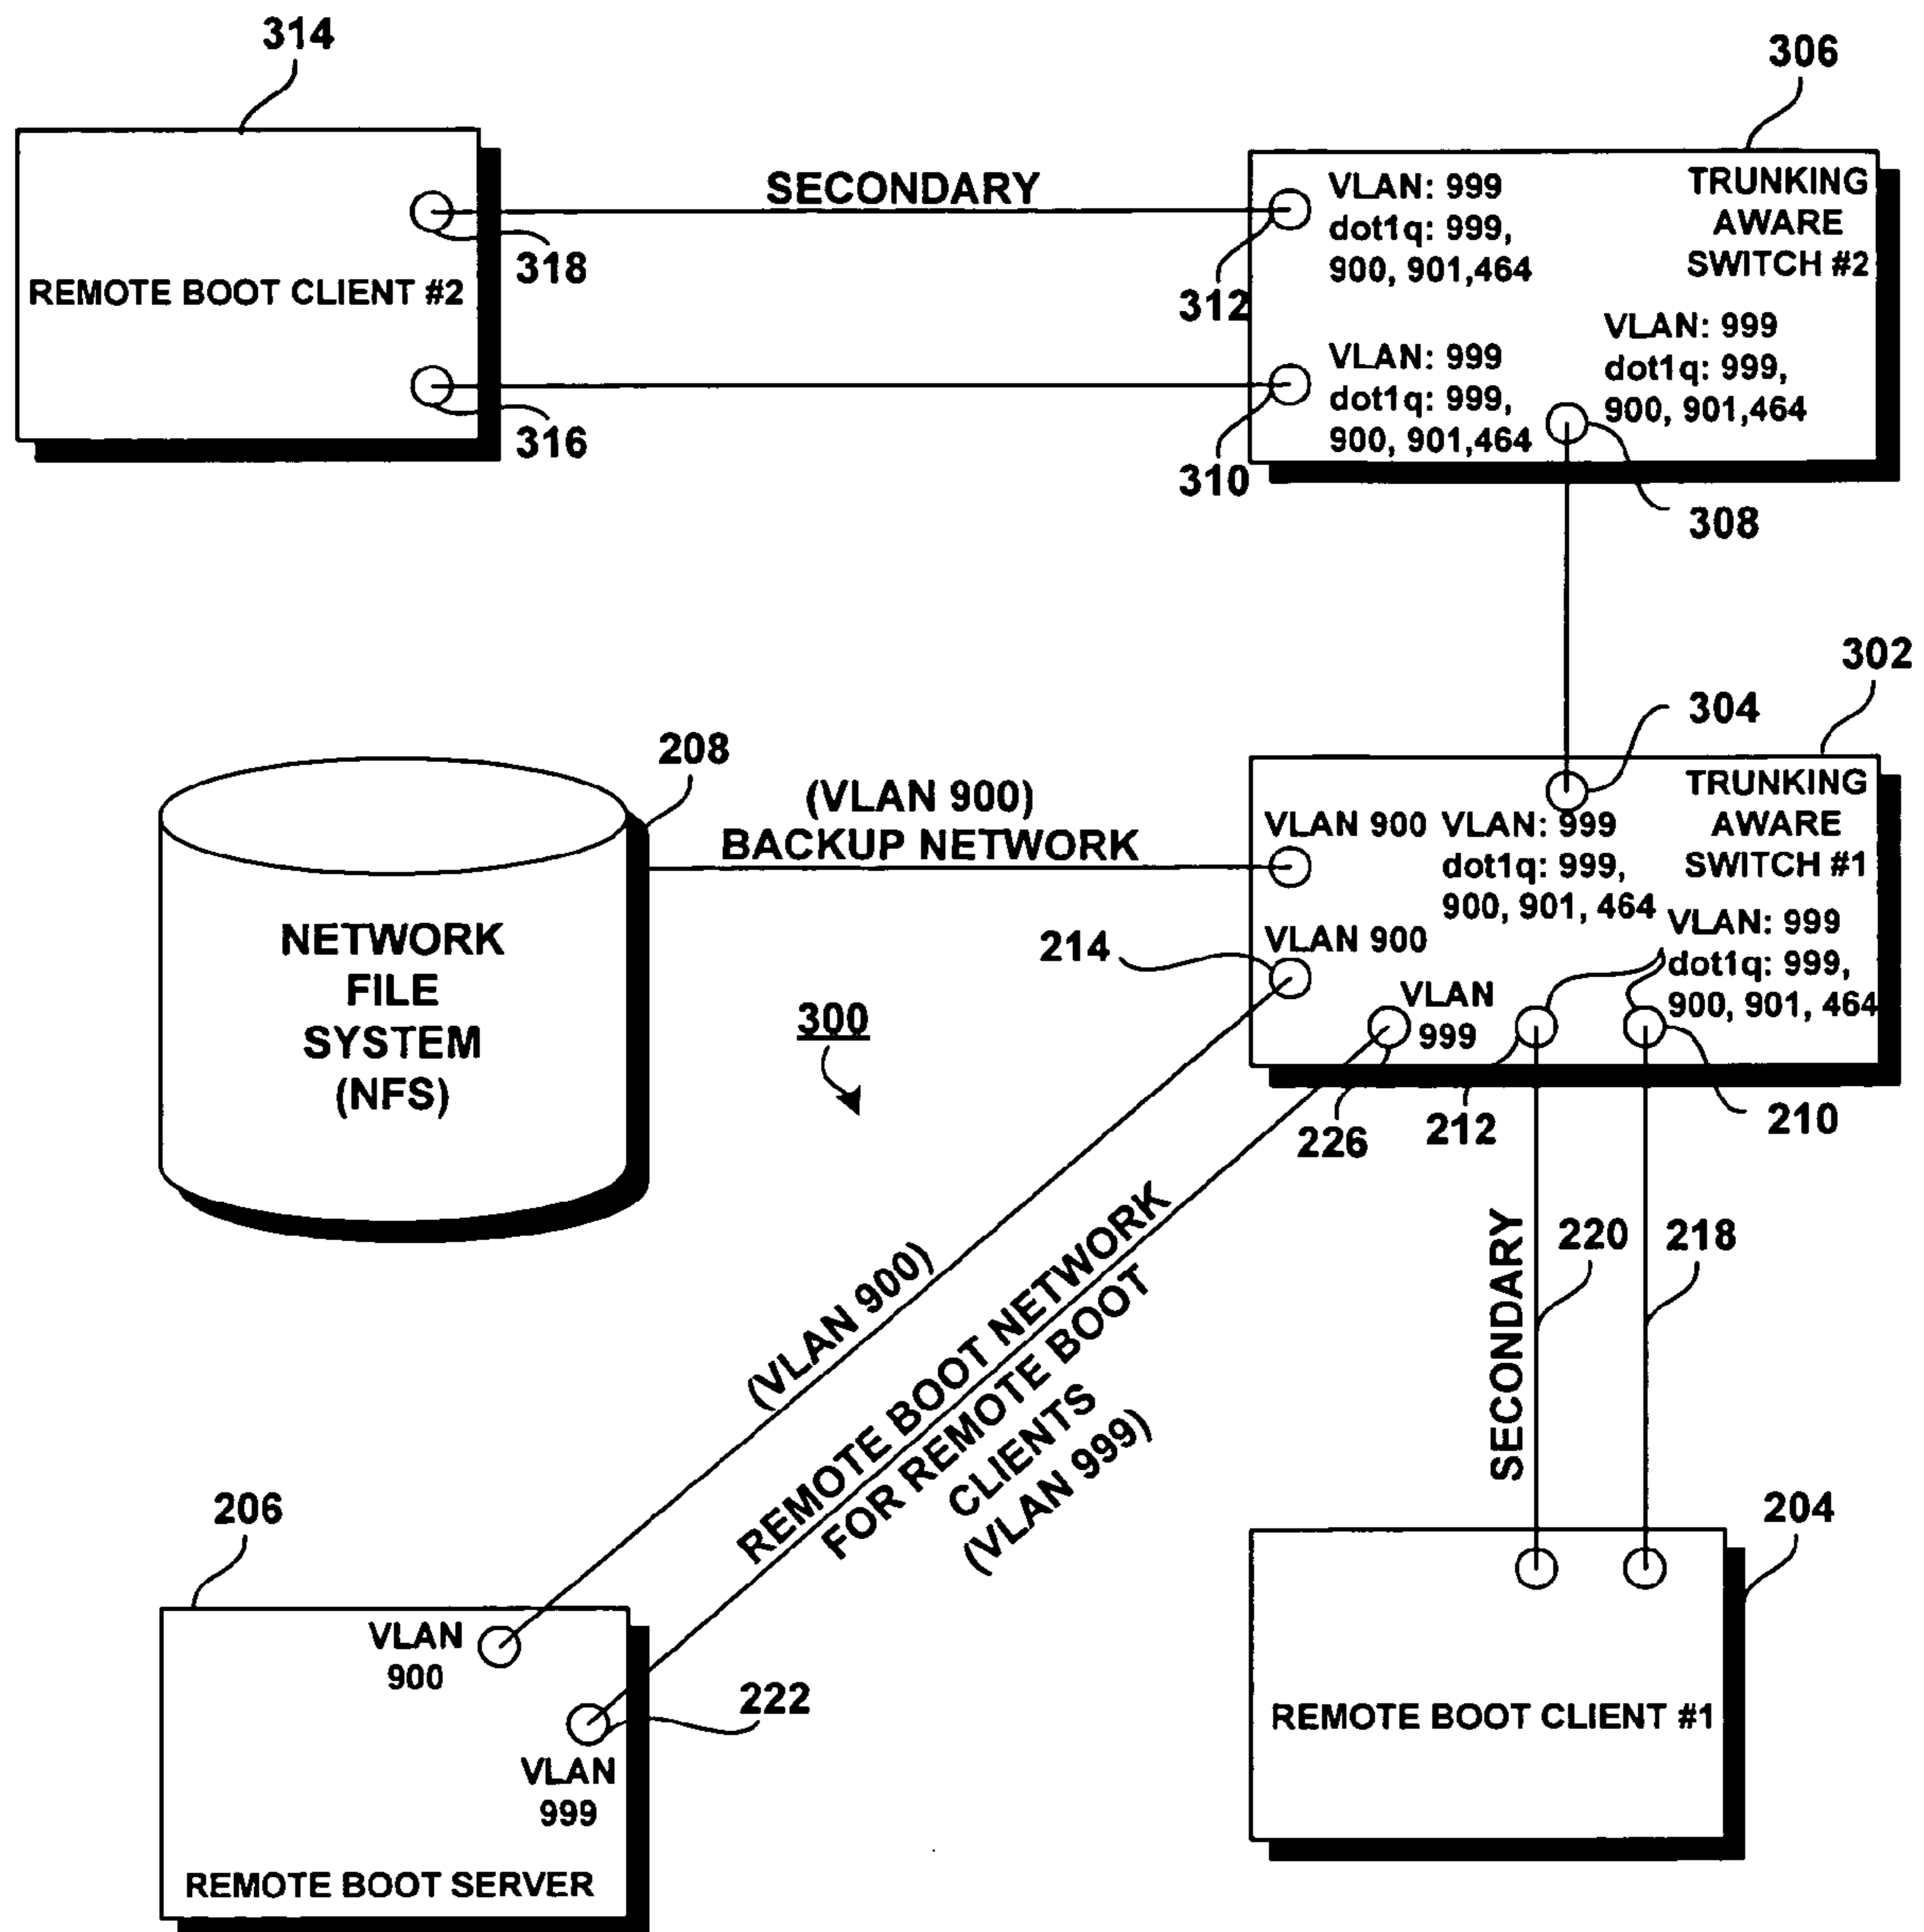 314
306
SECONDARY
318
316
REMOTE BOOT CLIENT #2
312
310
VLAN: 999
dot1q: 999,
900, 901,464
VLAN: 999
dot1q: 999,
900, 901,464
TRUNKING
AWARE
SWITCH #2
VLAN: 999
dot1q: 999,
900, 901,464
308
302
304
208
(VLAN 900)
BACKUP NETWORK
NETWORK
FILE
SYSTEM
(NFS)
VLAN 900
VLAN: 999
dot1q: 999,
900, 901, 464
TRUNKING
AWARE
SWITCH #1
VLAN 900
214
VLAN: 999
dot1q: 999,
900, 901, 464
VLAN
999
300
226
212
210
(VLAN 900)
REMOTE BOOT NETWORK
FOR REMOTE BOOT
CLIENTS
(VLAN 999)
SECONDARY
220
218
206
204
VLAN
900
222
VLAN
999
REMOTE BOOT SERVER
REMOTE BOOT CLIENT #1